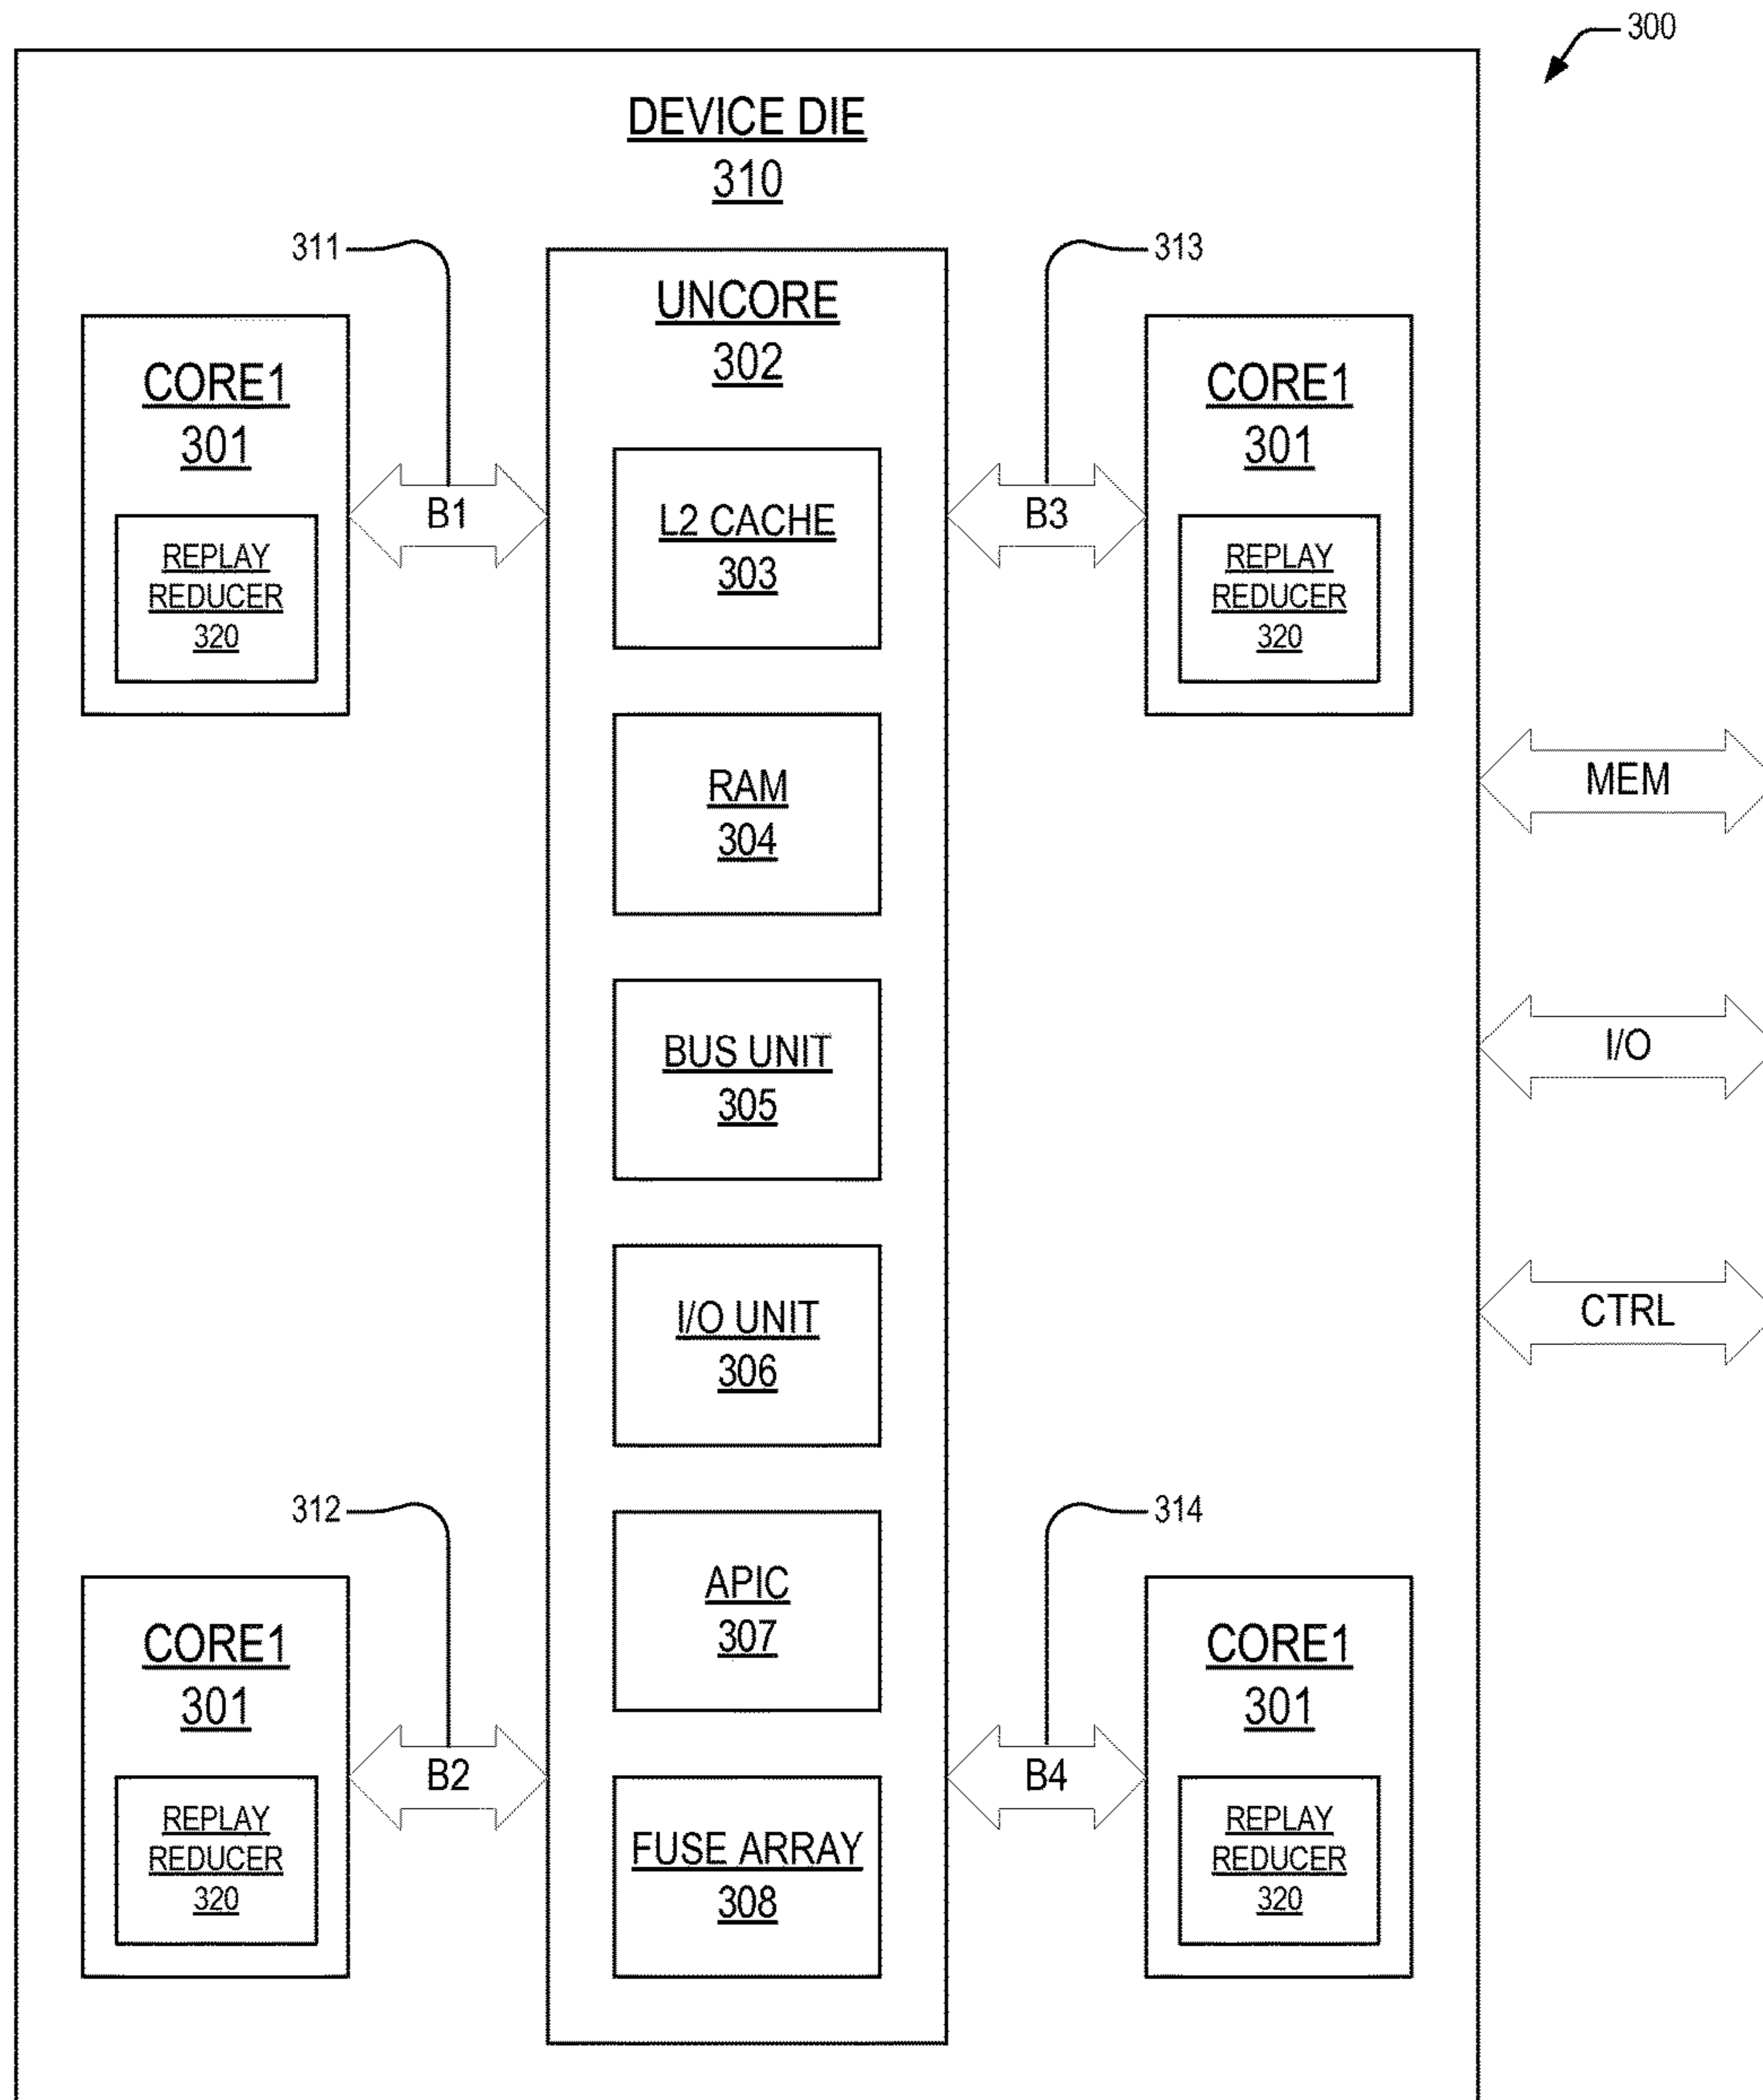 300
DEVICE DIE
310
311
313
UNCORE
302
CORE1
301
CORE1
301
B1
B3
L2 CACHE
303
REPLAY
REDUCER
320
REPLAY
REDUCER
320
RAM
304
MEM
BUS UNIT
305
I/O
I/O UNIT
306
CTRL
312
314
APIC
307
CORE1
301
CORE1
301
B2
B4
REPLAY
REDUCER
320
FUSE ARRAY
308
REPLAY
REDUCER
320